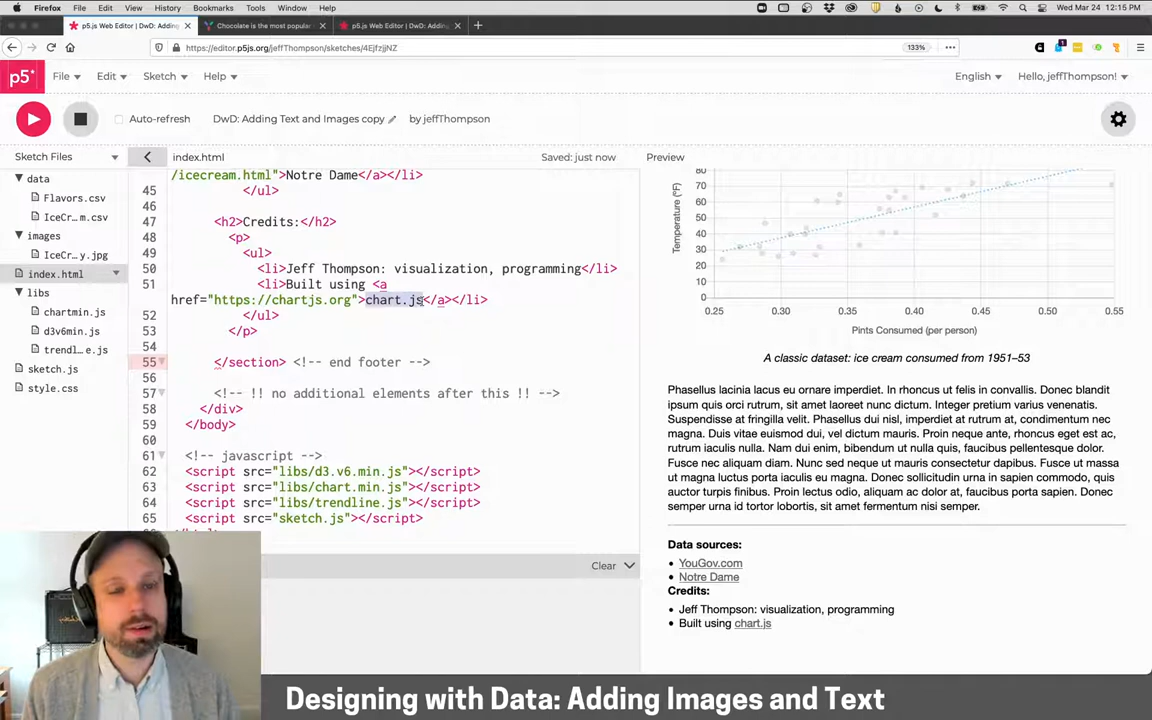 Firefox File Edit View History Bookmarks Tools Window Help Wed Mar 24 12:15 PM
p5.js Web Editor | DwD: Adding Chocolate is the most popular p5.js Web Editor | DwD: Adding
https://editor.p5js.org/jeffThompson/sketches/4EjfzjjNZ 133%
p5* File Edit Sketch Help English Hello, jeffThompson!
Auto-refresh DwD: Adding Text and Images copy by jeffThompson
Sketch Files index.html Saved: just now Preview
data
Flavors.csv
IceCr...m.csv
images
IceCr...y.jpg
index.html
libs
chartmin.js
d3v6min.js
trendl...e.js
sketch.js
style.css
/icecream.html">Notre Dame</a></li>
45 </ul>
46
47 <h2>Credits:</h2>
48 <p>
49 <ul>
50 <li>Jeff Thompson: visualization, programming</li>
51 <li>Built using <a
href="https://chartjs.org">chart.js</a></li>
52 </ul>
53 </p>
54
55 </section> <!-- end footer -->
56
57 <!-- !! no additional elements after this !! -->
58 </div>
59 </body>
60
61 <!-- javascript -->
62 <script src="libs/d3.v6.min.js"></script>
63 <script src="libs/chart.min.js"></script>
64 <script src="libs/trendline.js"></script>
65 <script src="sketch.js"></script>
Clear
Temperature (°F)
80
70
60
50
40
30
20
10
0
0.25 0.30 0.35 0.40 0.45 0.50 0.55
Pints Consumed (per person)
A classic dataset: ice cream consumed from 1951–53
Phasellus lacinia lacus eu ornare imperdiet. In rhoncus ut felis in convallis. Donec blandit
ipsum quis orci rutrum, sit amet laoreet nunc dictum. Integer pretium varius venenatis.
Suspendisse at fringilla velit. Phasellus dui nisl, imperdiet at rutrum at, condimentum nec
magna. Duis vitae euismod dui, vel dictum mauris. Proin neque ante, rhoncus eget est ac,
rutrum iaculis nulla. Nam dui enim, bibendum ut nulla quis, faucibus pellentesque dolor.
Fusce nec aliquam diam. Nunc sed neque ut mauris consectetur dapibus. Fusce ut massa
ut magna luctus porta iaculis eu magna. Donec sollicitudin urna in sapien commodo, quis
auctor turpis finibus. Proin lectus odio, aliquam ac dolor at, faucibus porta sapien. Donec
semper urna id tortor lobortis, sit amet fermentum nisi semper.
Data sources:
• YouGov.com
• Notre Dame
Credits:
• Jeff Thompson: visualization, programming
• Built using chart.js
Designing with Data: Adding Images and Text